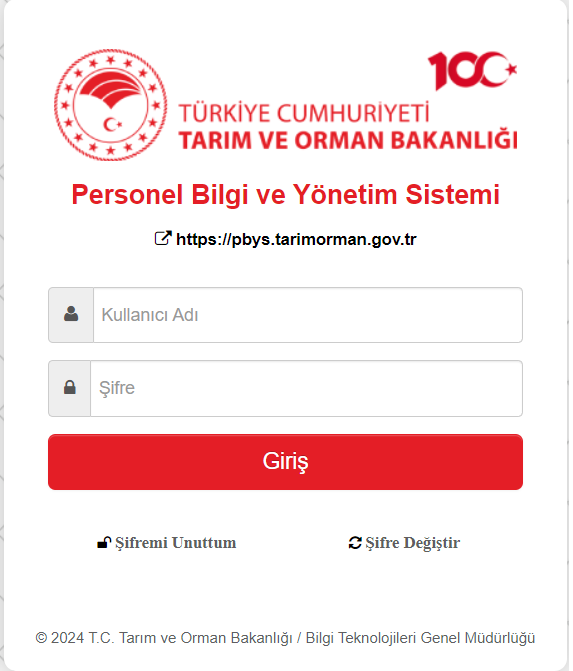 100
TÜRKİYE CUMHURİYETİ
TARIM VE ORMAN BAKANLIĞI
Personel Bilgi ve Yönetim Sistemi
https://pbys.tarimorman.gov.tr
Kullanıcı Adı
Şifre
Giriş
Şifremi Unuttum
Şifre Değiştir
© 2024 T.C. Tarım ve Orman Bakanlığı / Bilgi Teknolojileri Genel Müdürlüğü